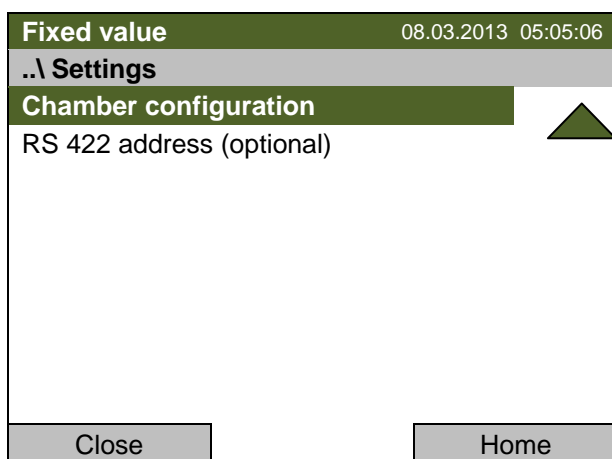 Fixed value 08.03.2013 05:05:06
..\ Settings
Chamber configuration
RS 422 address (optional)
Close Home